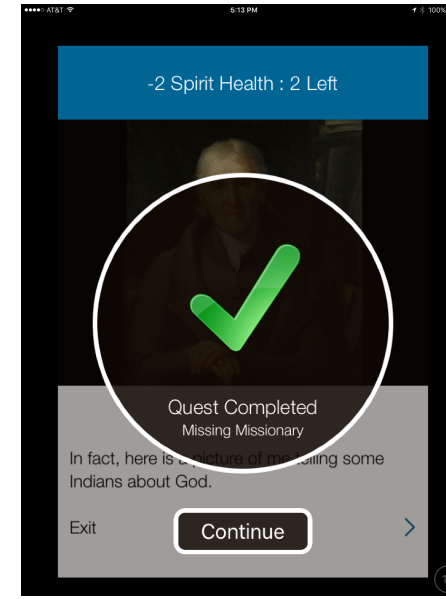 AT&T
5:13 PM
100%
-2 Spirit Health : 2 Left
Quest Completed
Missing Missionary
In fact, here is a picture of me telling some
Indians about God.
Exit
Continue